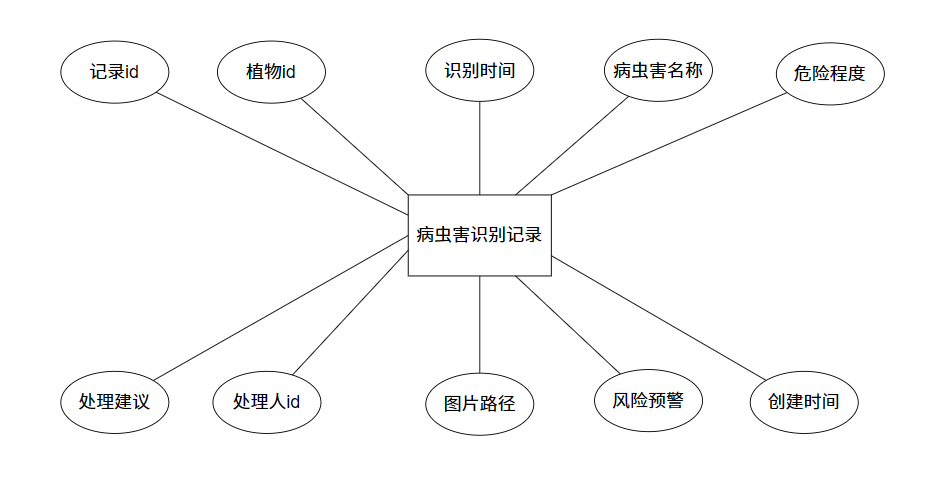 记录id
植物id
识别时间
病虫害名称
危险程度
病虫害识别记录
处理建议
处理人id
图片路径
风险预警
创建时间